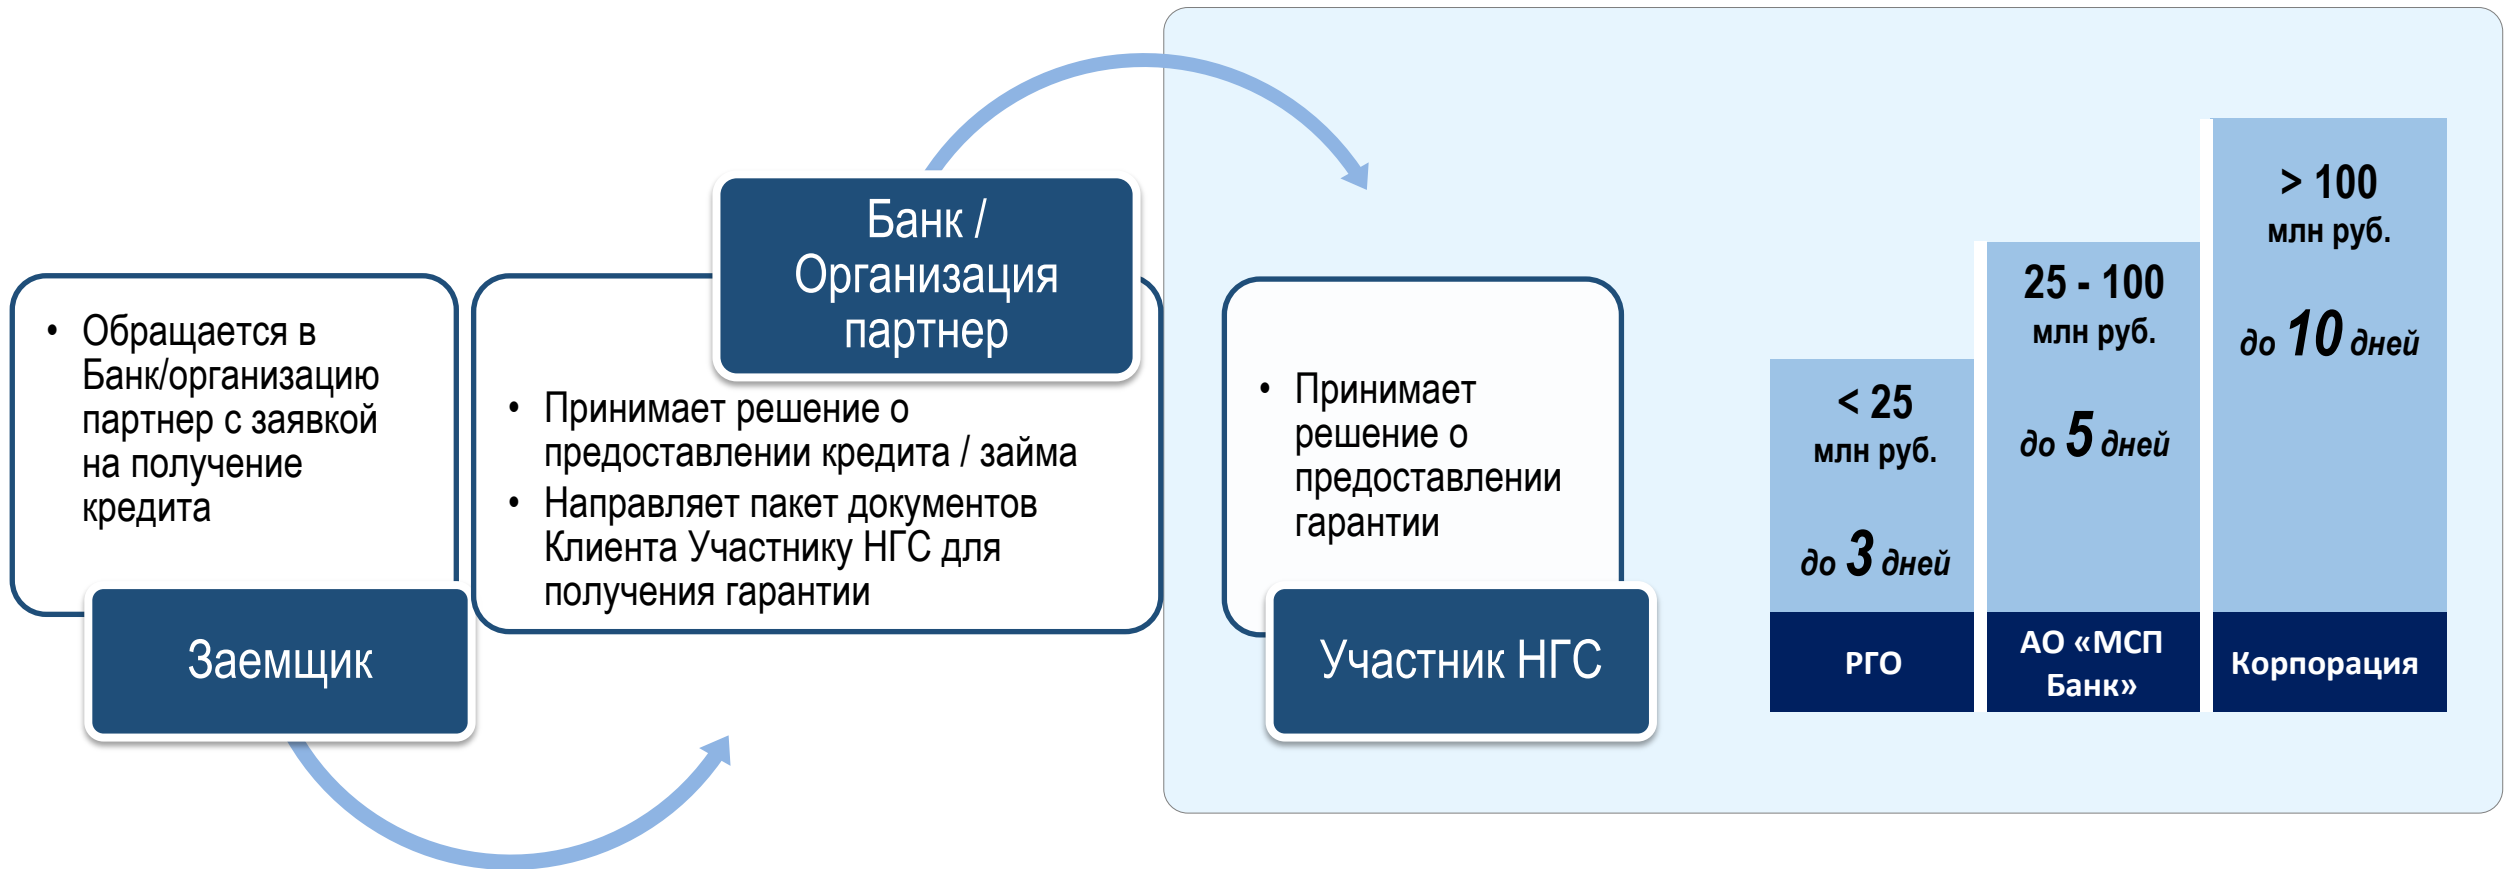 • Обращается в
Банк/организацию
партнер с заявкой
на получение
кредита
Заемщик
Банк /
Организация
партнер
• Принимает решение о
предоставлении кредита / займа
• Направляет пакет документов
Клиента Участнику НГС для
получения гарантии
• Принимает
решение о
предоставлении
гарантии
Участник НГС
< 25
млн руб.
до 3 дней
РГО
25 - 100
млн руб.
до 5 дней
АО «МСП
Банк»
> 100
млн руб.
до 10 дней
Корпорация